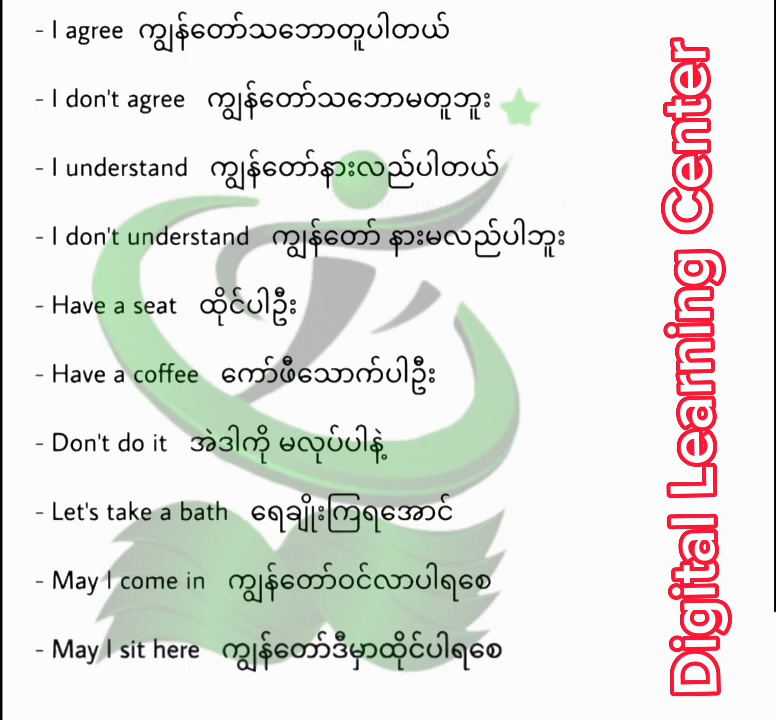 - I agree ကျွန်တော်သဘောတူပါတယ်
- I don't agree ကျွန်တော်သဘောမတူဘူး
- I understand ကျွန်တော်နားလည်ပါတယ်
- I don't understand ကျွန်တော် နားမလည်ပါဘူး
- Have a seat ထိုင်ပါဦး
- Have a coffee ကော်ဖီသောက်ပါဦး
- Don't do it အဲဒါကို မလုပ်ပါနဲ့
- Let's take a bath ရေချိုးကြရအောင်
- May I come in ကျွန်တော်ဝင်လာပါရစေ
- May I sit here ကျွန်တော်ဒီမှာထိုင်ပါရစေ
Digital Learning Center